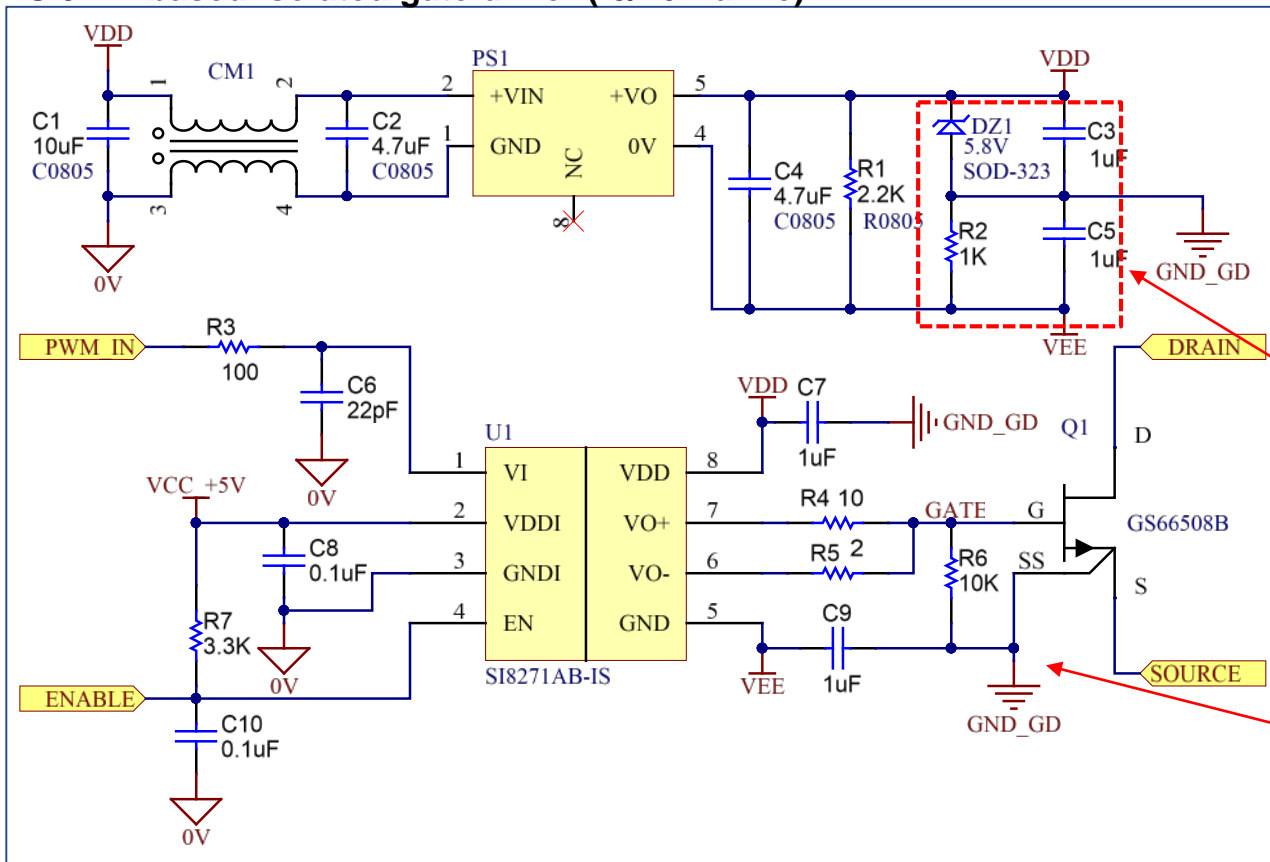 VDD
CM1
1
2
3
4
C1
10uF
C0805
C2
4.7uF
C0805
0V
PS1
2
+VIN
1
GND
NC
8
+VO
5
0V
4
C4
4.7uF
C0805
R1
2.2K
R0805
VDD
DZ1
5.8V
SOD-323
C3
1uF
R2
1K
C5
1uF
GND_GD
VEE
PWM_IN
R3
100
C6
22pF
0V
VCC_+5V
C8
0.1uF
R7
3.3K
0V
ENABLE
C10
0.1uF
0V
U1
1
VI
2
VDDI
3
GNDI
4
EN
VDD
8
VO+
7
VO-
6
GND
5
SI8271AB-IS
VDD
C7
1uF
GND_GD
R4 10
R5 2
GATE
R6
10K
C9
1uF
VEE
GND_GD
Q1
DRAIN
D
G
SS
S
GS66508B
SOURCE